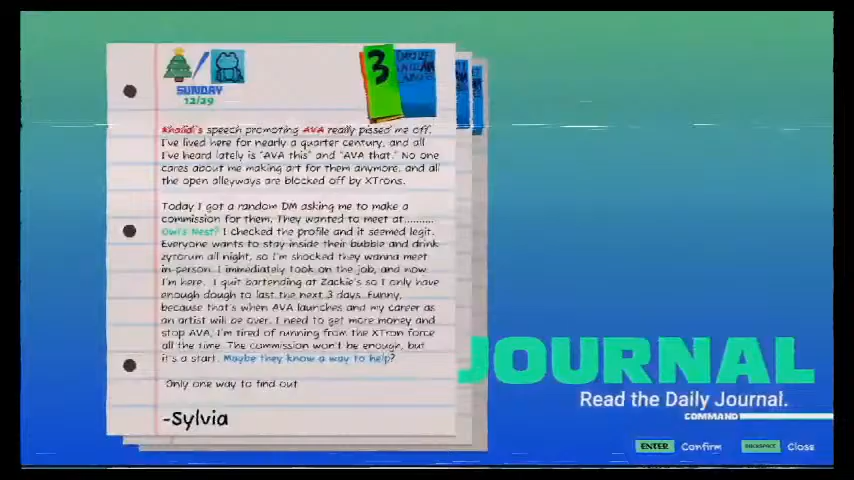 3
SUNDAY
12/29
Khalid's speech promoting AVA really pissed me off.
I've lived here for nearly a quarter century, and all
I've heard lately is "AVA this" and "AVA that." No one
cares about me making art for them anymore, and all
the open alleyways are blocked off by XTrons.
Today I got a random DM asking me to make a
commission for them. They wanted to meet at..........
Owl's Nest? I checked the profile and it seemed legit.
Everyone wants to stay inside their bubble and drink
zytorum all night, so I'm shocked they wanna meet
in-person. I immediately took on the job, and now
I'm here. I quit bartending at Zackie's so I only have
enough dough to last the next 3 days. Funny,
because that's when AVA launches and my career as
an artist will be over. I need to get more money and
stop AVA, I'm tired of running from the XTron force
all the time. The commission won't be enough, but
it's a start. Maybe they know a way to help?
Only one way to find out
-Sylvia
JOURNAL
Read the Daily Journal.
COMMAND
ENTER Confirm BACKSPACE Close